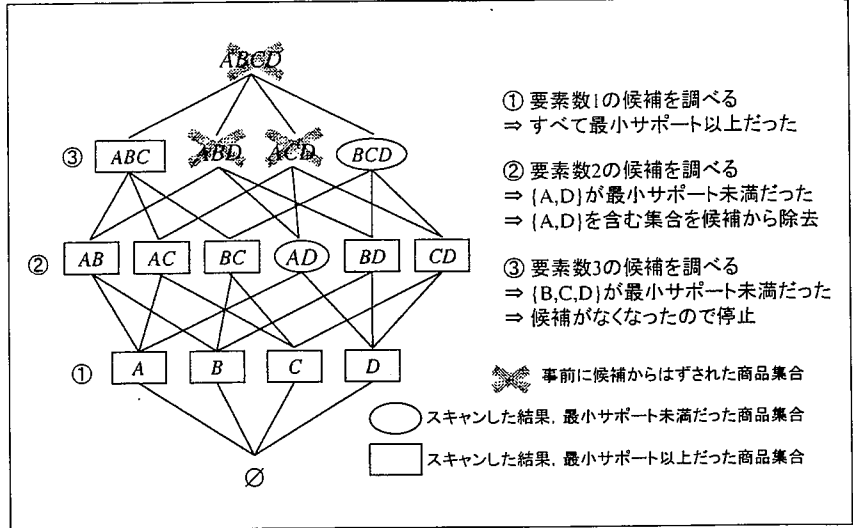 ABCD
③ ABC ABD ACD BCD
② AB AC BC AD BD CD
① A B C D
∅
① 要素数1の候補を調べる
⇒ すべて最小サポート以上だった
② 要素数2の候補を調べる
⇒ {A,D}が最小サポート未満だった
⇒ {A,D}を含む集合を候補から除去
③ 要素数3の候補を調べる
⇒ {B,C,D}が最小サポート未満だった
⇒ 候補がなくなったので停止
事前に候補からはずされた商品集合
スキャンした結果, 最小サポート未満だった商品集合
スキャンした結果, 最小サポート以上だった商品集合